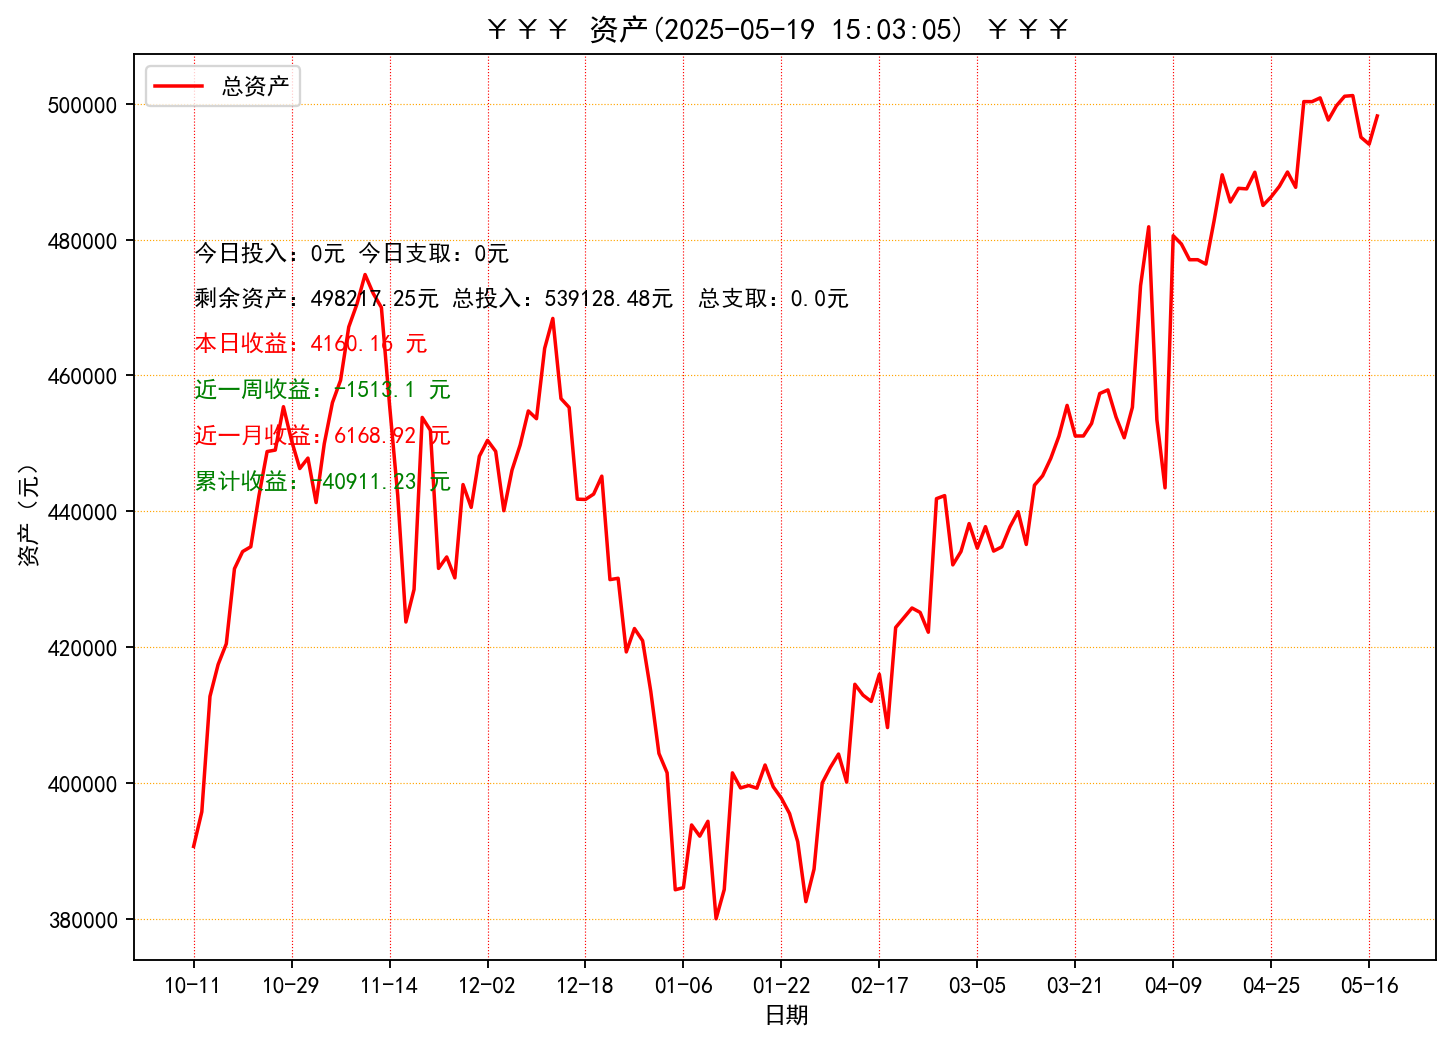 ￥￥￥ 资产(2025-05-19 15:03:05) ￥￥￥
总资产
500000
480000
460000
440000
420000
400000
380000
资产（元）
今日投入：0元 今日支取：0元
剩余资产：498217.25元 总投入：539128.48元  总支取：0.0元
本日收益：4160.16 元
近一周收益：-1513.1 元
近一月收益：6168.92 元
累计收益：-40911.23 元
10-11 10-29 11-14 12-02 12-18 01-06 01-22 02-17 03-05 03-21 04-09 04-25 05-16
日期